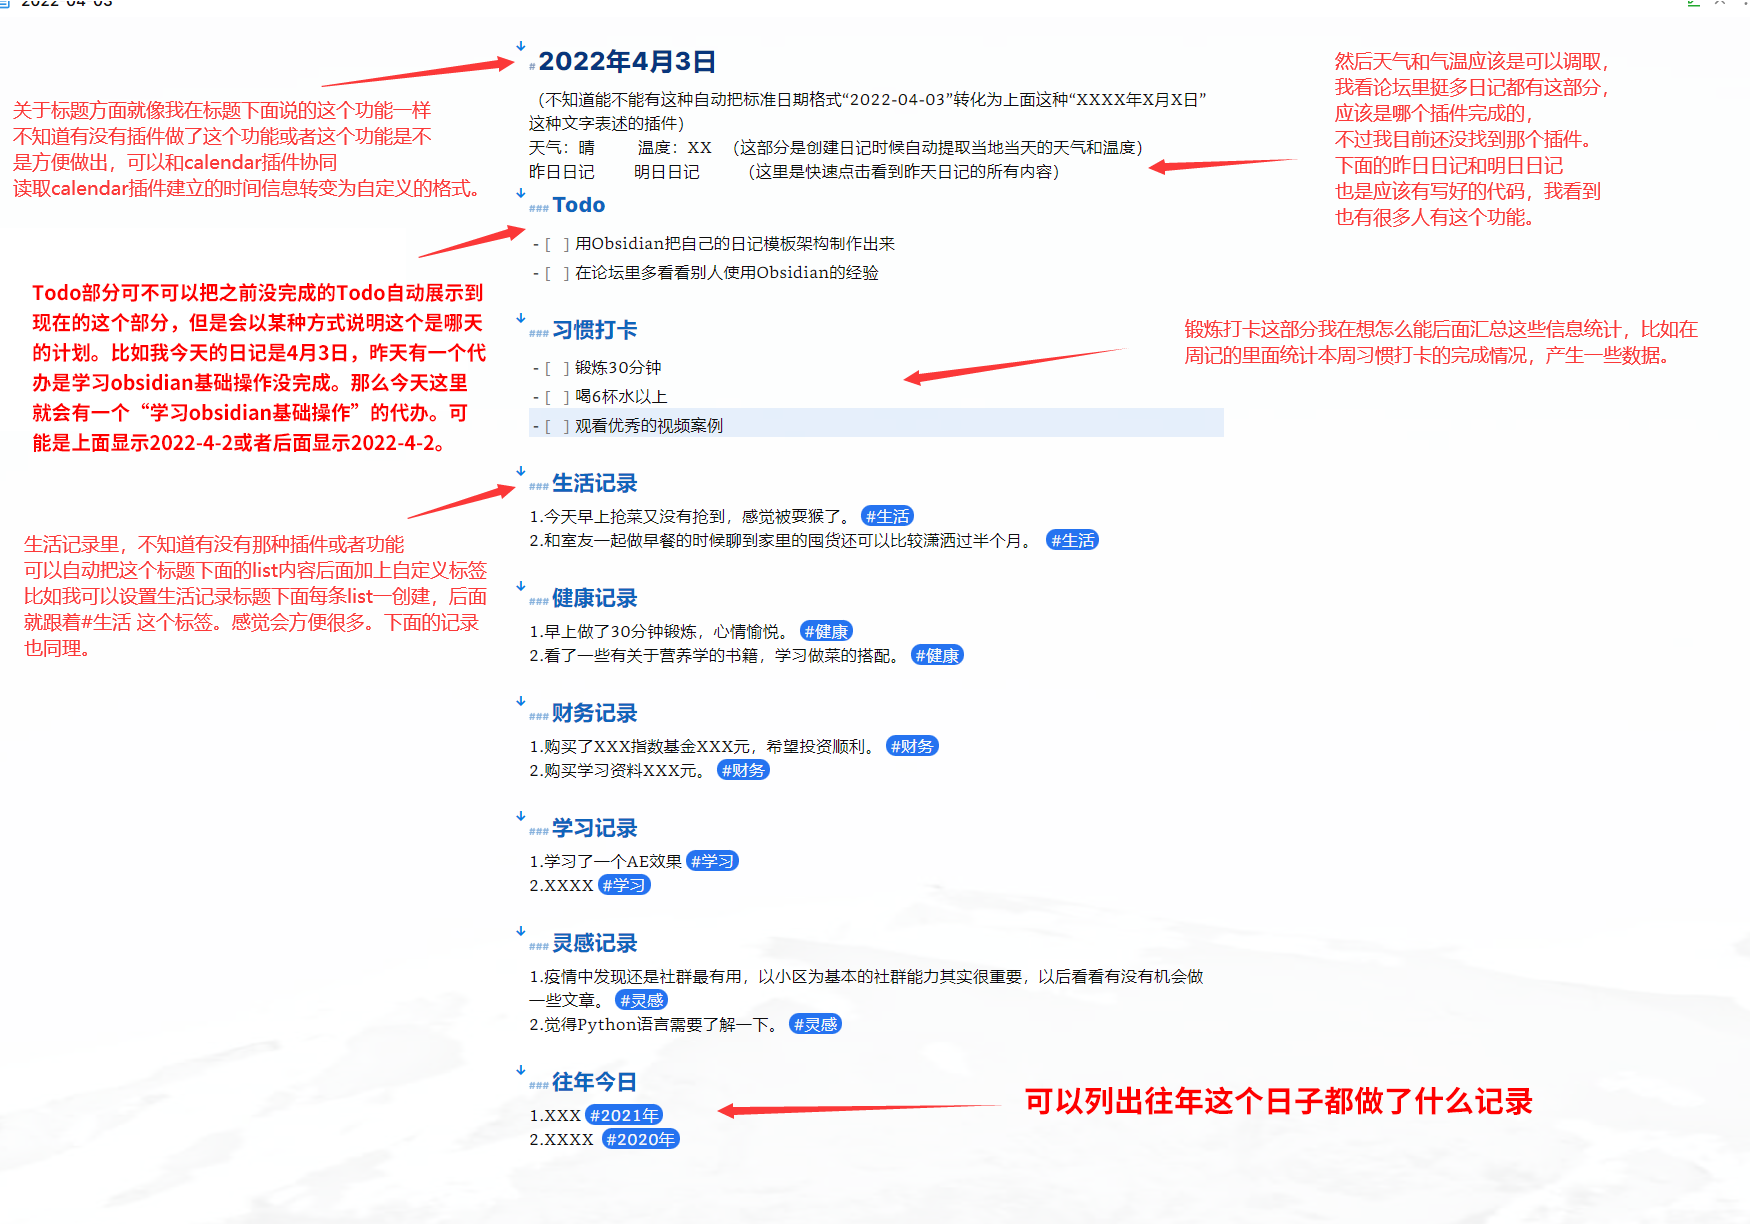 2022-04-03
# 2022年4月3日
（不知道能不能有这种自动把标准日期格式“2022-04-03”转化为上面这种“XXXX年X月X日”
这种文字表述的插件）
天气：晴 温度：XX （这部分是创建日记时候自动提取当地当天的天气和温度）
昨日日记 明日日记 （这里是快速点击看到昨天日记的所有内容）
关于标题方面就像我在标题下面说的这个功能一样
不知道有没有插件做了这个功能或者这个功能是不
是方便做出，可以和calendar插件协同
读取calendar插件建立的时间信息转变为自定义的格式。
然后天气和气温应该是可以调取，
我看论坛里挺多日记都有这部分，
应该是哪个插件完成的，
不过我目前还没找到那个插件。
下面的昨日日记和明日日记
也是应该有写好的代码，我看到
也有很多人有这个功能。
### Todo
- [ ] 用Obsidian把自己的日记模板架构制作出来
- [ ] 在论坛里多看看别人使用Obsidian的经验
Todo部分可不可以把之前没完成的Todo自动展示到
现在的这个部分，但是会以某种方式说明这个是哪天
的计划。比如我今天的日记是4月3日，昨天有一个代
办是学习obsidian基础操作没完成。那么今天这里
就会有一个“学习obsidian基础操作”的代办。可
能是上面显示2022-4-2或者后面显示2022-4-2。
### 习惯打卡
- [ ] 锻炼30分钟
- [ ] 喝6杯水以上
- [ ] 观看优秀的视频案例
锻炼打卡这部分我在想怎么能后面汇总这些信息统计，比如在
周记的里面统计本周习惯打卡的完成情况，产生一些数据。
### 生活记录
1.今天早上抢菜又没有抢到，感觉被耍猴了。 #生活
2.和室友一起做早餐的时候聊到家里的囤货还可以比较潇洒过半个月。 #生活
生活记录里，不知道有没有那种插件或者功能
可以自动把这个标题下面的list内容后面加上自定义标签
比如我可以设置生活记录标题下面每条list一创建，后面
就跟着#生活 这个标签。感觉会方便很多。下面的记录
也同理。
### 健康记录
1.早上做了30分钟锻炼，心情愉悦。 #健康
2.看了一些有关于营养学的书籍，学习做菜的搭配。 #健康
### 财务记录
1.购买了XXX指数基金XXX元，希望投资顺利。 #财务
2.购买学习资料XXX元。 #财务
### 学习记录
1.学习了一个AE效果 #学习
2.XXXX #学习
### 灵感记录
1.疫情中发现还是社群最有用，以小区为基本的社群能力其实很重要，以后看看有没有机会做
一些文章。 #灵感
2.觉得Python语言需要了解一下。 #灵感
### 往年今日
1.XXX #2021年
2.XXXX #2020年
可以列出往年这个日子都做了什么记录